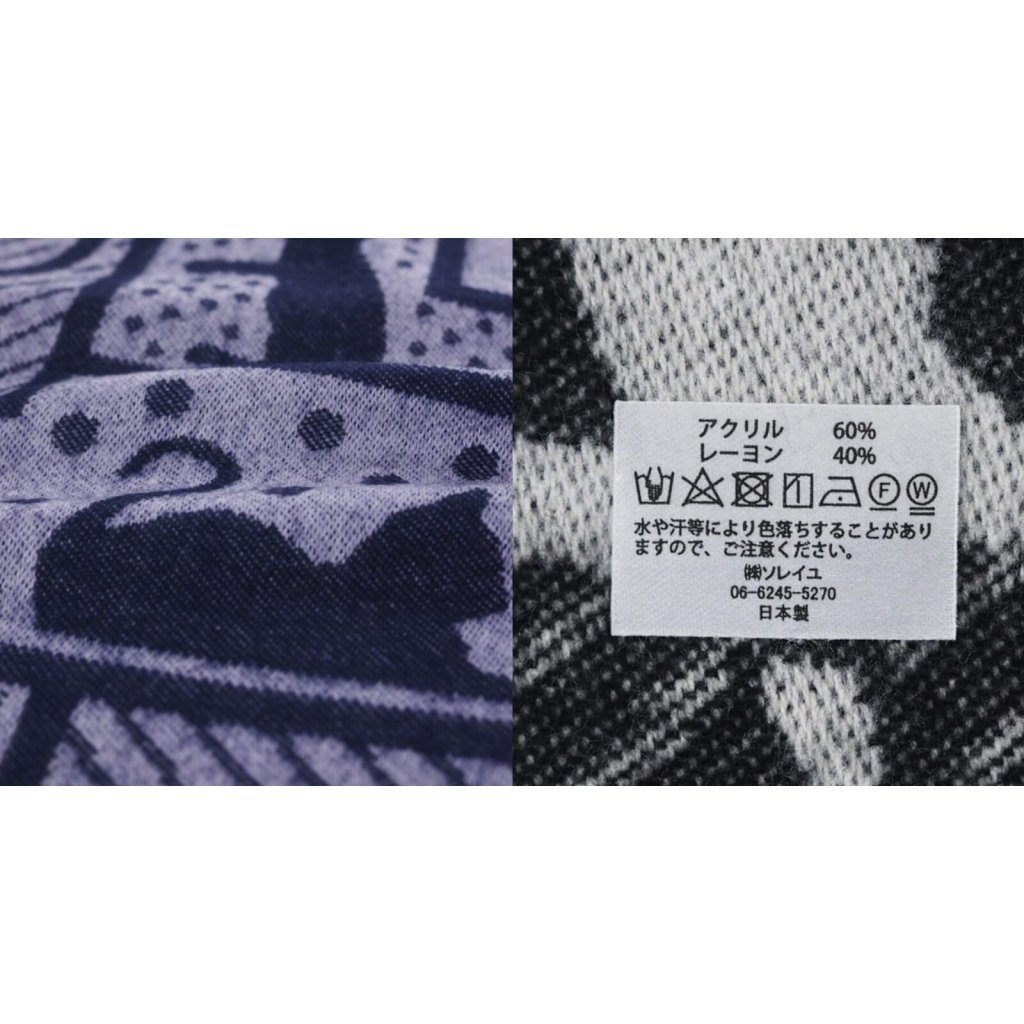 アクリル 60%
レーヨン 40%
F W
水や汗等により色落ちすることがあり
ますので、ご注意ください。
㈱ソレイユ
06-6245-5270
日本製